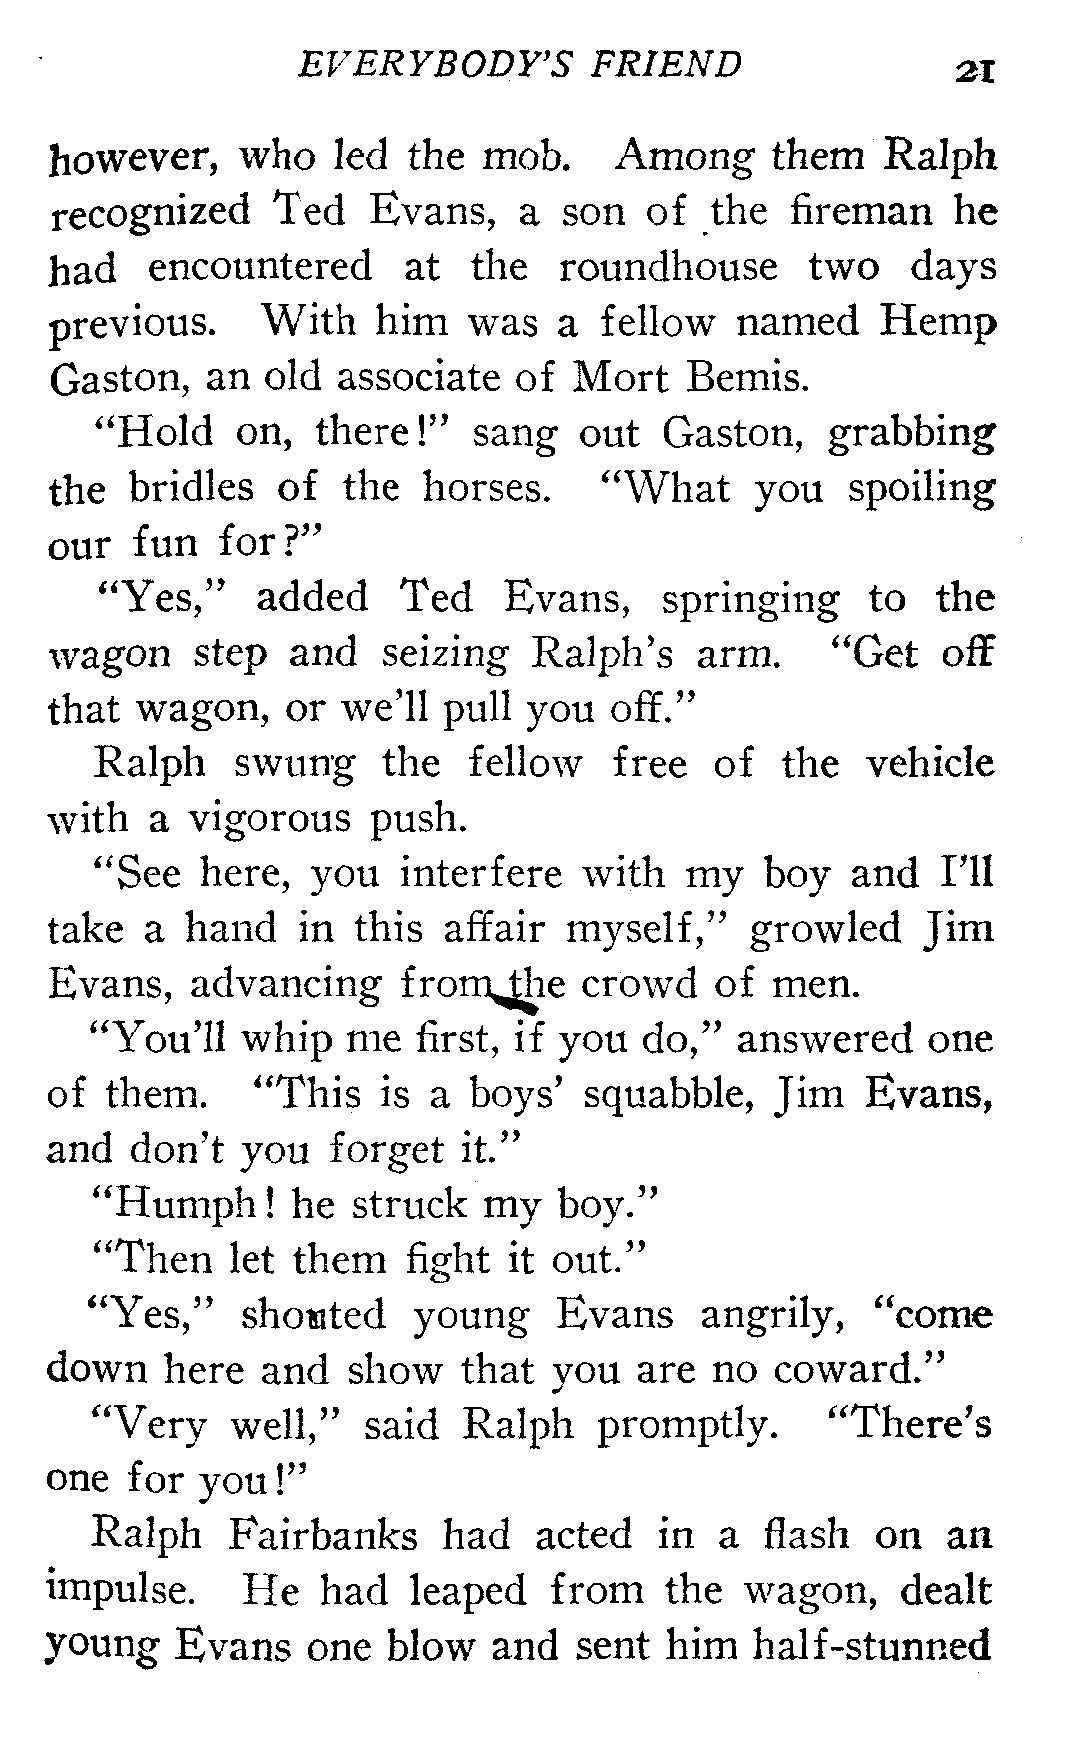 EVERYBODY'S FRIEND 21
however, who led the mob. Among them Ralph
recognized Ted Evans, a son of the fireman he
had encountered at the roundhouse two days
previous. With him was a fellow named Hemp
Gaston, an old associate of Mort Bemis.
"Hold on, there!" sang out Gaston, grabbing
the bridles of the horses. "What you spoiling
our fun for?"
"Yes," added Ted Evans, springing to the
wagon step and seizing Ralph's arm. "Get off
that wagon, or we'll pull you off."
Ralph swung the fellow free of the vehicle
with a vigorous push.
"See here, you interfere with my boy and I'll
take a hand in this affair myself," growled Jim
Evans, advancing from the crowd of men.
"You'll whip me first, if you do," answered one
of them. "This is a boys' squabble, Jim Evans,
and don't you forget it."
"Humph! he struck my boy."
"Then let them fight it out."
"Yes," shouted young Evans angrily, "come
down here and show that you are no coward."
"Very well," said Ralph promptly. "There's
one for you!"
Ralph Fairbanks had acted in a flash on an
impulse. He had leaped from the wagon, dealt
young Evans one blow and sent him half-stunned